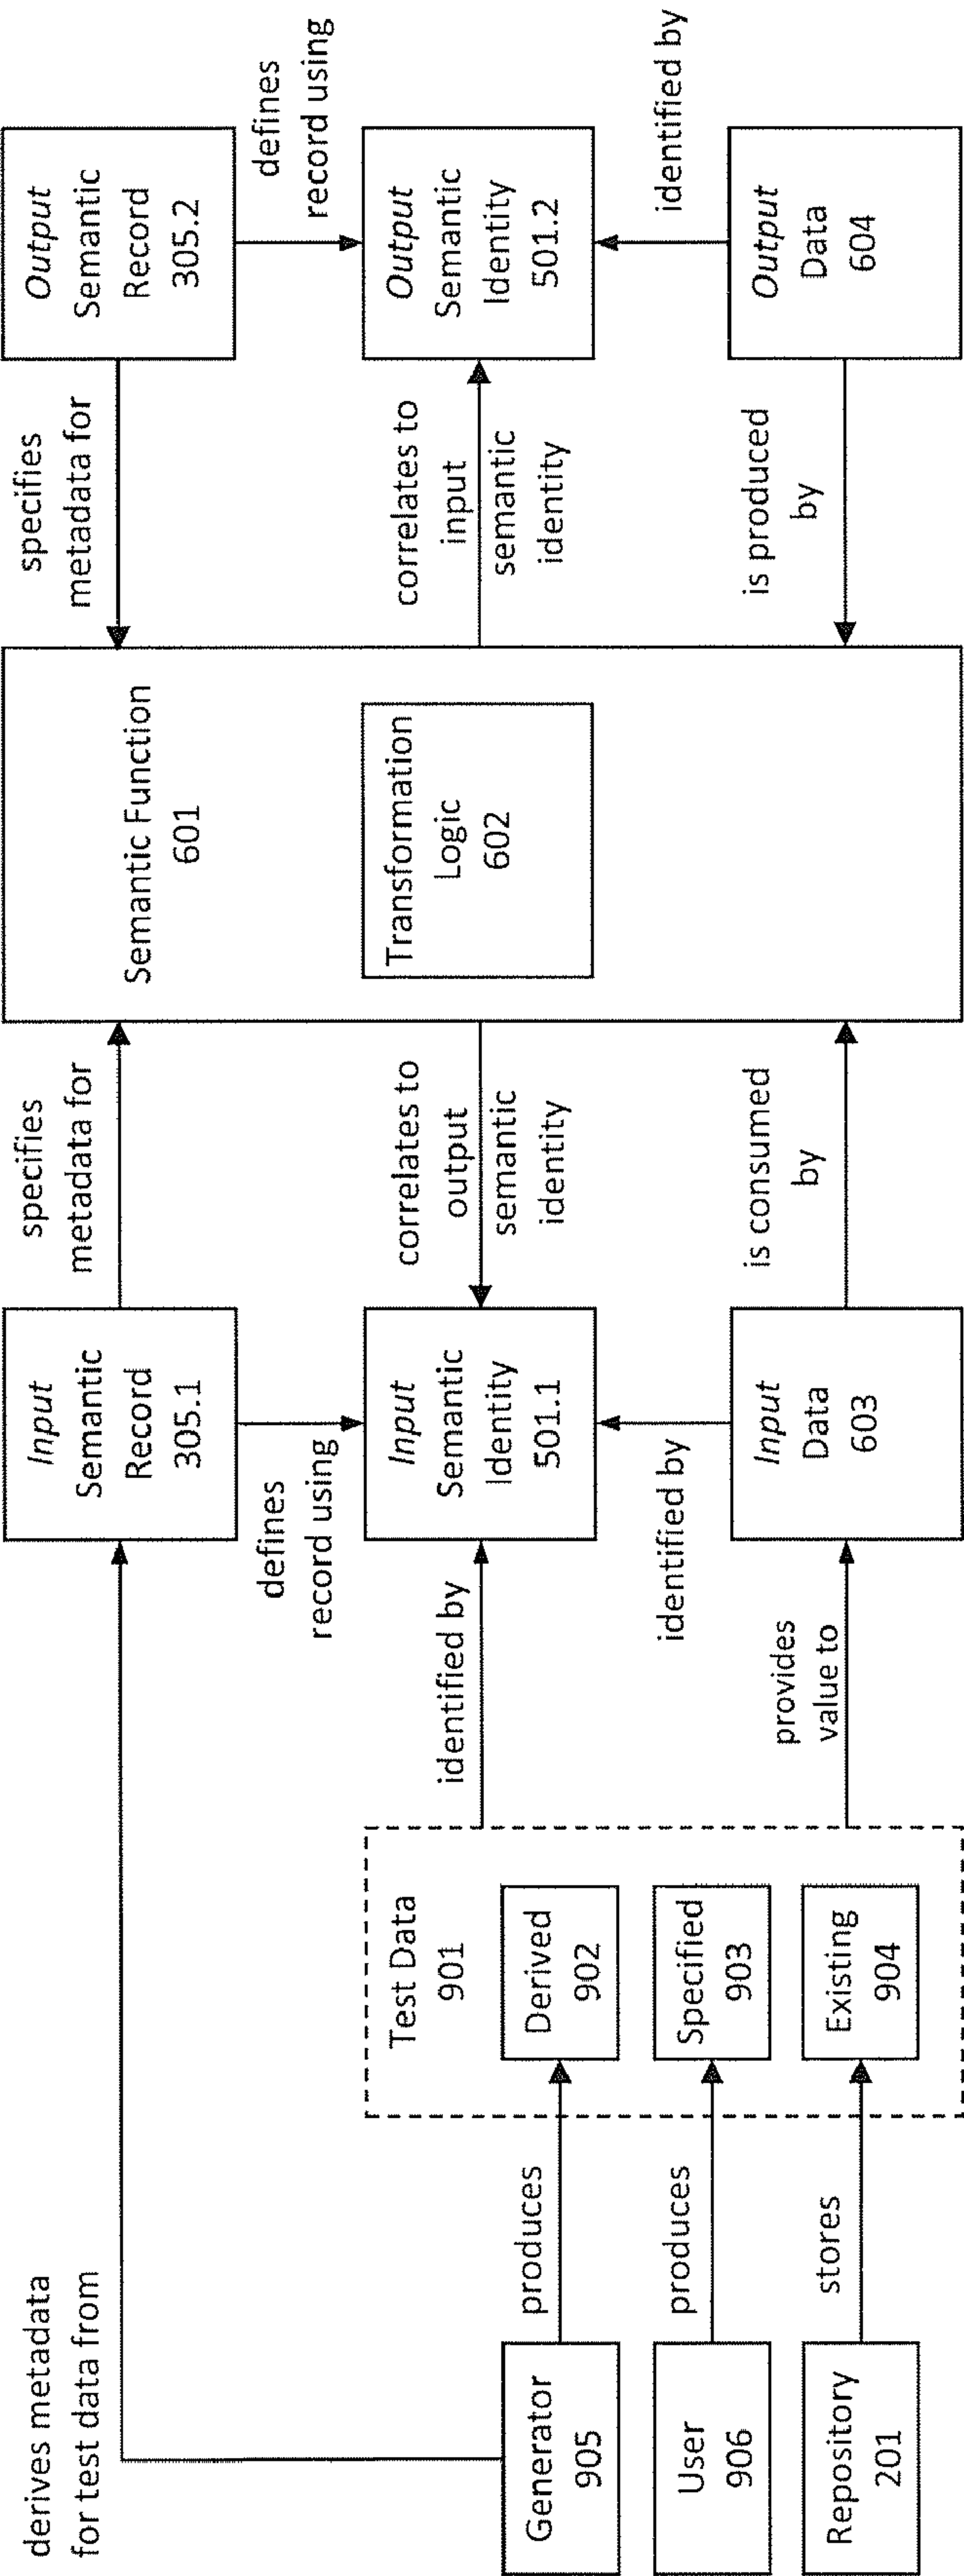 derives metadata
for test data from
Generator
905
User
906
Repository
201
produces
produces
stores
Test Data
901
Derived
902
Specified
903
Existing
904
identified by
provides
value to
Input
Semantic
Record
305.1
defines
record using
Input
Semantic
Identity
501.1
identified by
Input
Data
603
specifies
metadata for
correlates to
output
semantic
identity
is consumed
by
Semantic Function
601
Transformation
Logic
602
specifies
metadata for
correlates to
input
semantic
identity
is produced
by
Output
Semantic
Record
305.2
defines
record using
Output
Semantic
Identity
501.2
identified by
Output
Data
604